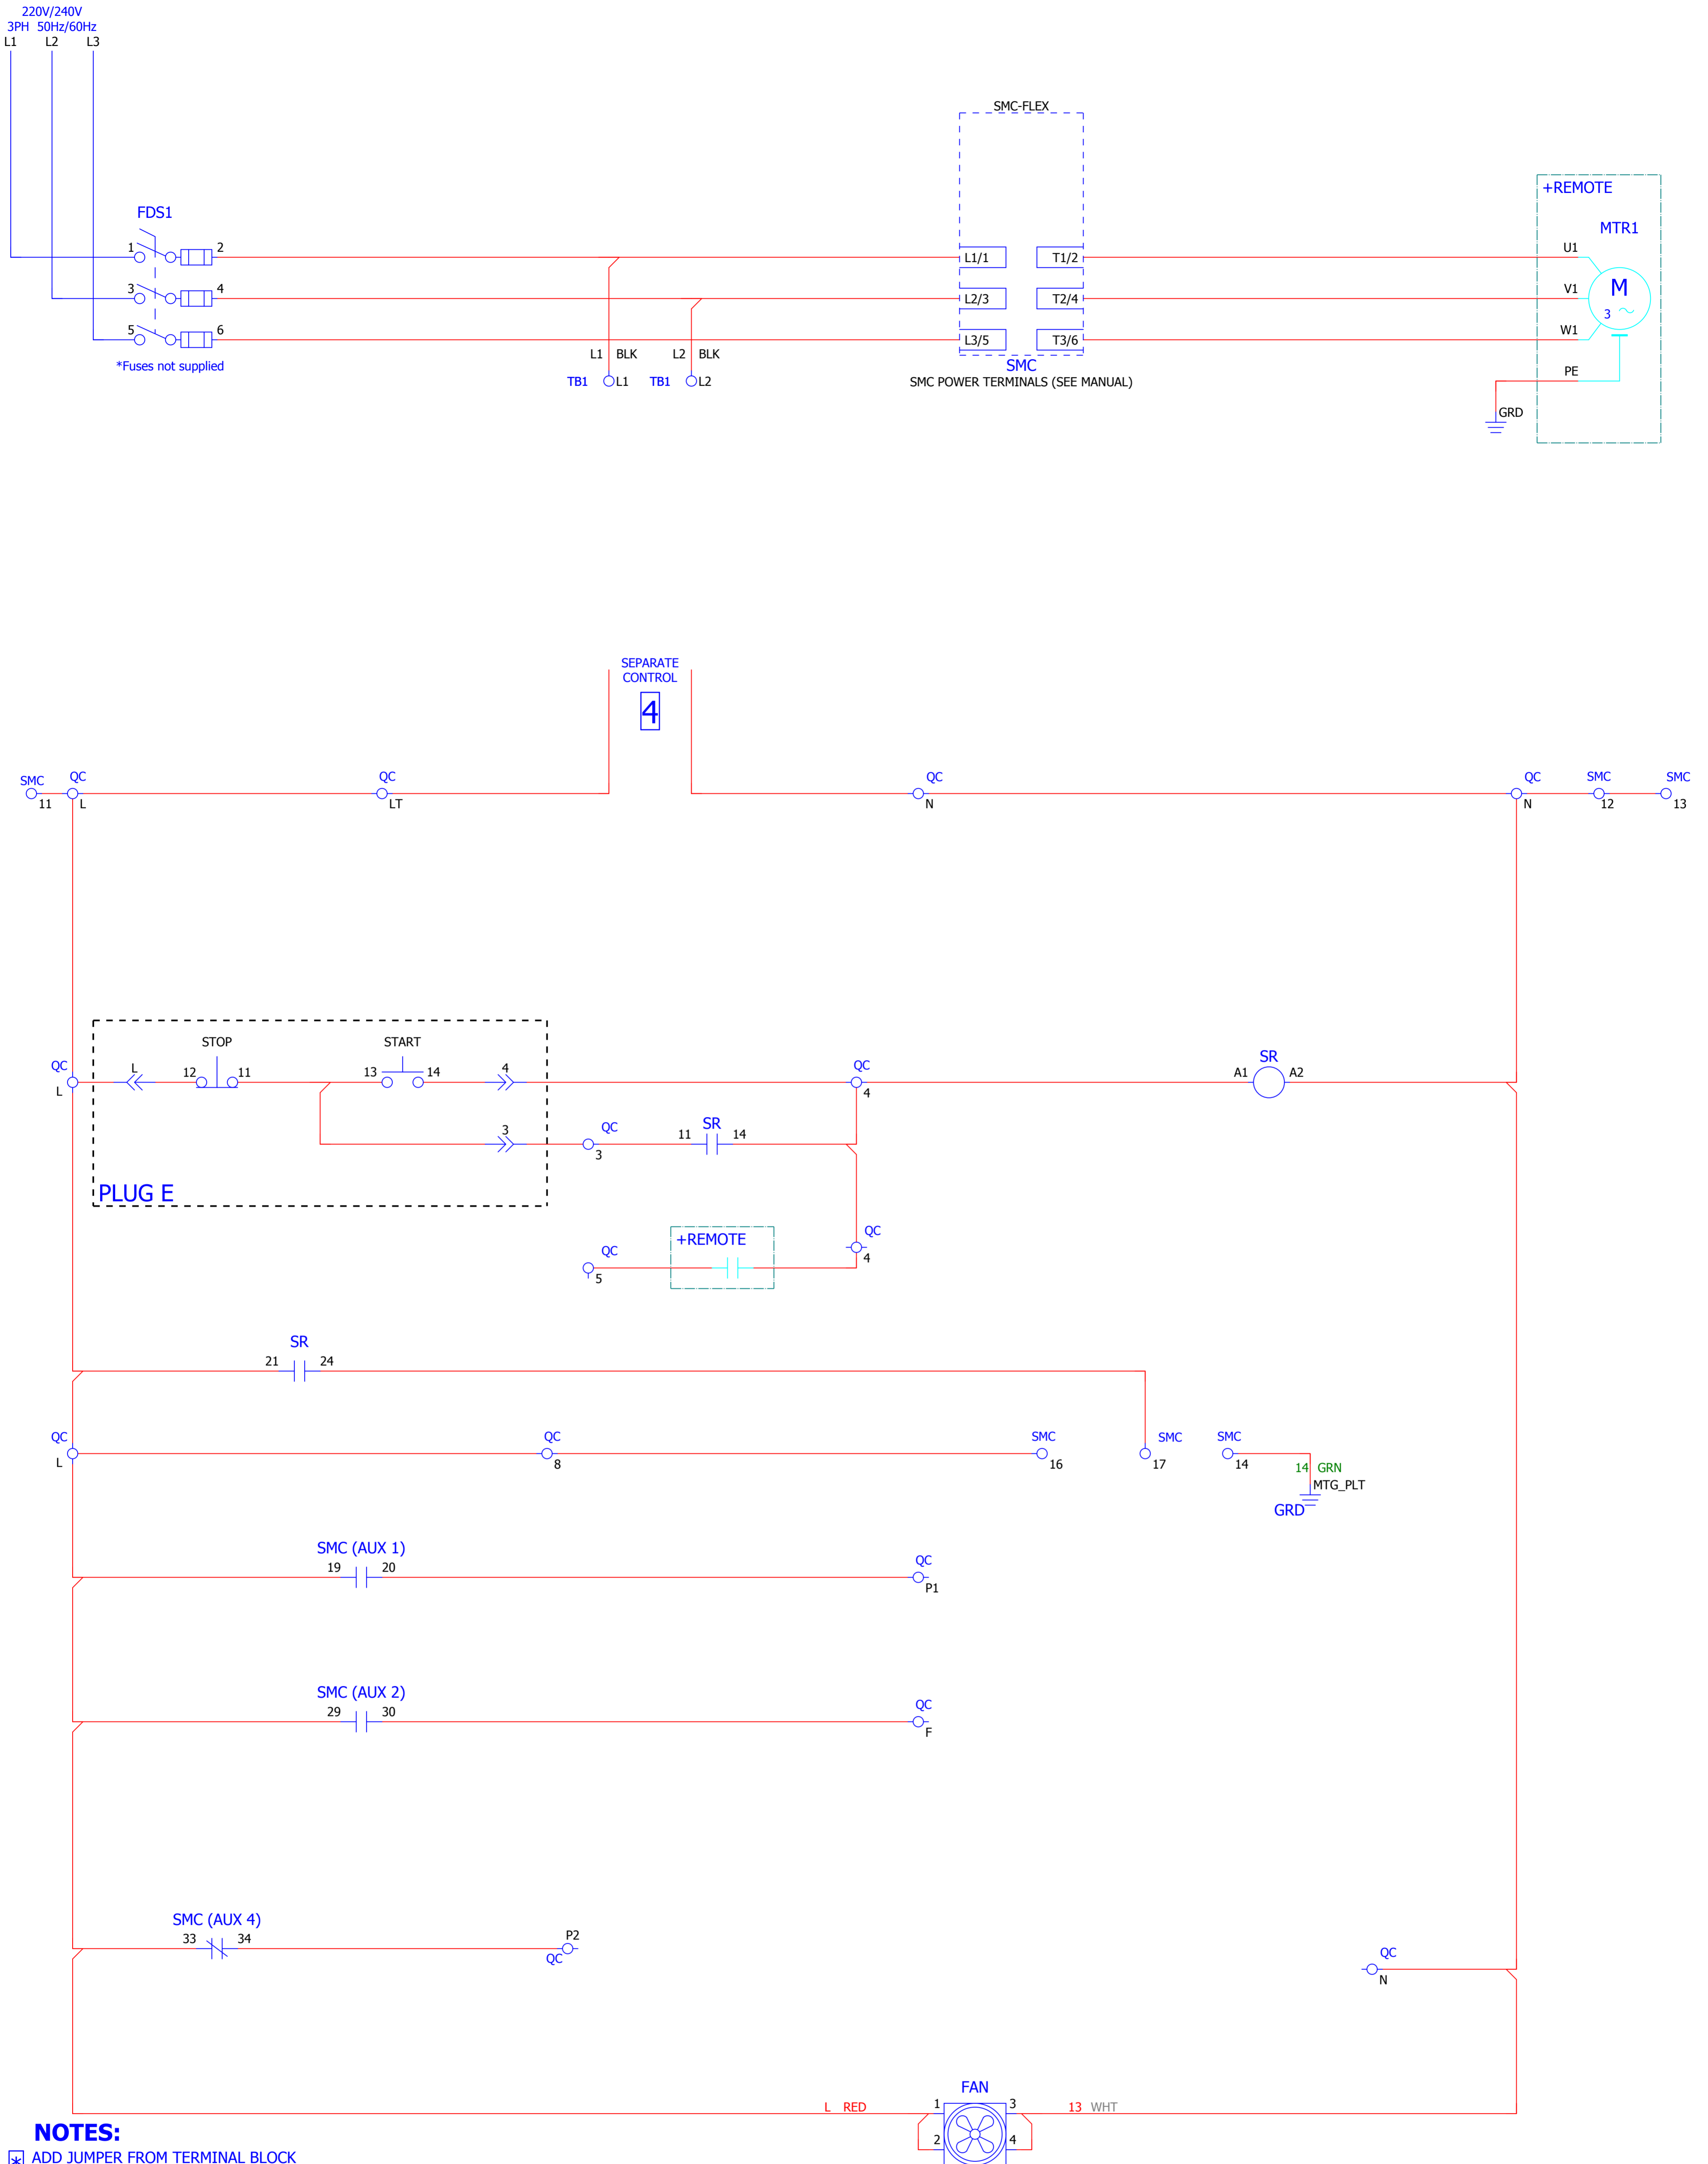 220V/240V
3PH 50Hz/60Hz
L1 L2 L3
SMC-FLEX
+REMOTE
FDS1
MTR1
1 2 L1/1 T1/2 U1
3 4 L2/3 T2/4 V1
M
3
5 6 L3/5 T3/6 W1
*Fuses not supplied
L1 BLK L2 BLK
SMC
PE
TB1 L1 TB1 L2
SMC POWER TERMINALS (SEE MANUAL)
GRD
SEPARATE
CONTROL
4
SMC QC QC QC QC SMC SMC
11 L LT N N 12 13
STOP START
QC L 12 11 13 14 4 QC SR
A1 A2
L 4
3 QC SR
11 14
3
PLUG E
QC +REMOTE QC
5 4
SR
21 24
QC QC SMC SMC SMC
L 8 16 17 14
14 GRN
MTG_PLT
GRD
SMC (AUX 1)
19 20 QC
P1
SMC (AUX 2)
29 30 QC
F
SMC (AUX 4)
33 34 P2
QC
QC
N
FAN
L RED 1 3 13 WHT
2 4
NOTES:
* ADD JUMPER FROM TERMINAL BLOCK